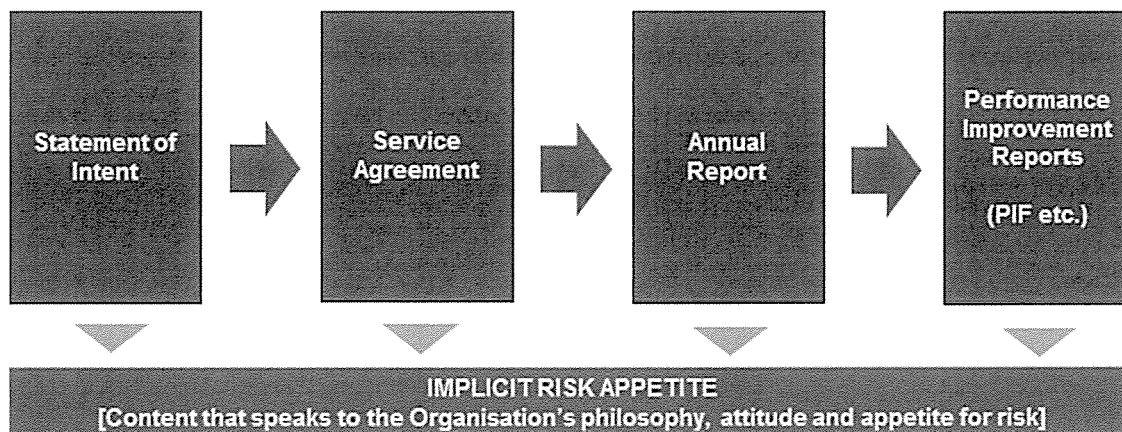 Statement of
Intent
Service
Agreement
Annual
Report
Performance
Improvement
Reports
(PIF etc.)
IMPLICIT RISK APPETITE
[Content that speaks to the Organisation's philosophy, attitude and appetite for risk]